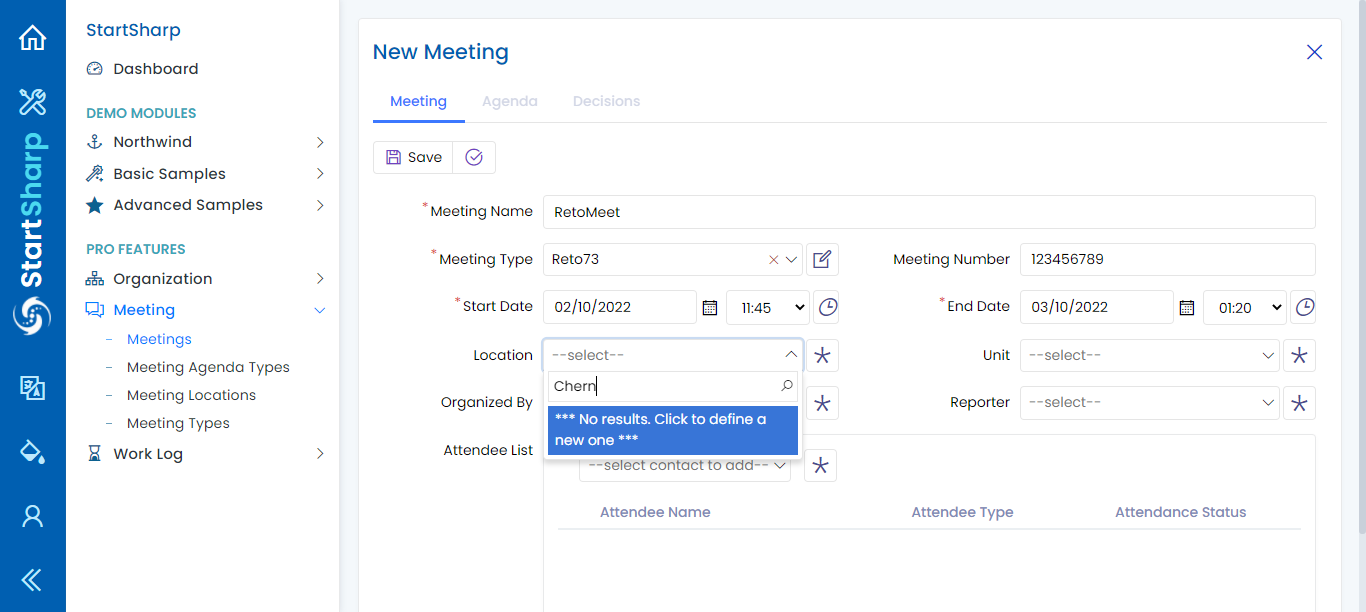 StartSharp
StartSharp
Dashboard
DEMO MODULES
Northwind
Basic Samples
Advanced Samples
PRO FEATURES
Organization
Meeting
- Meetings
- Meeting Agenda Types
- Meeting Locations
- Meeting Types
Work Log
New Meeting
Meeting Agenda Decisions
Save
* Meeting Name RetoMeet
* Meeting Type Reto73 Meeting Number 123456789
* Start Date 02/10/2022 11:45 * End Date 03/10/2022 01:20
Location --select-- Unit --select--
Chern
Organized By Reporter --select--
*** No results. Click to define a
new one ***
Attendee List
--select contact to add--
Attendee Name Attendee Type Attendance Status